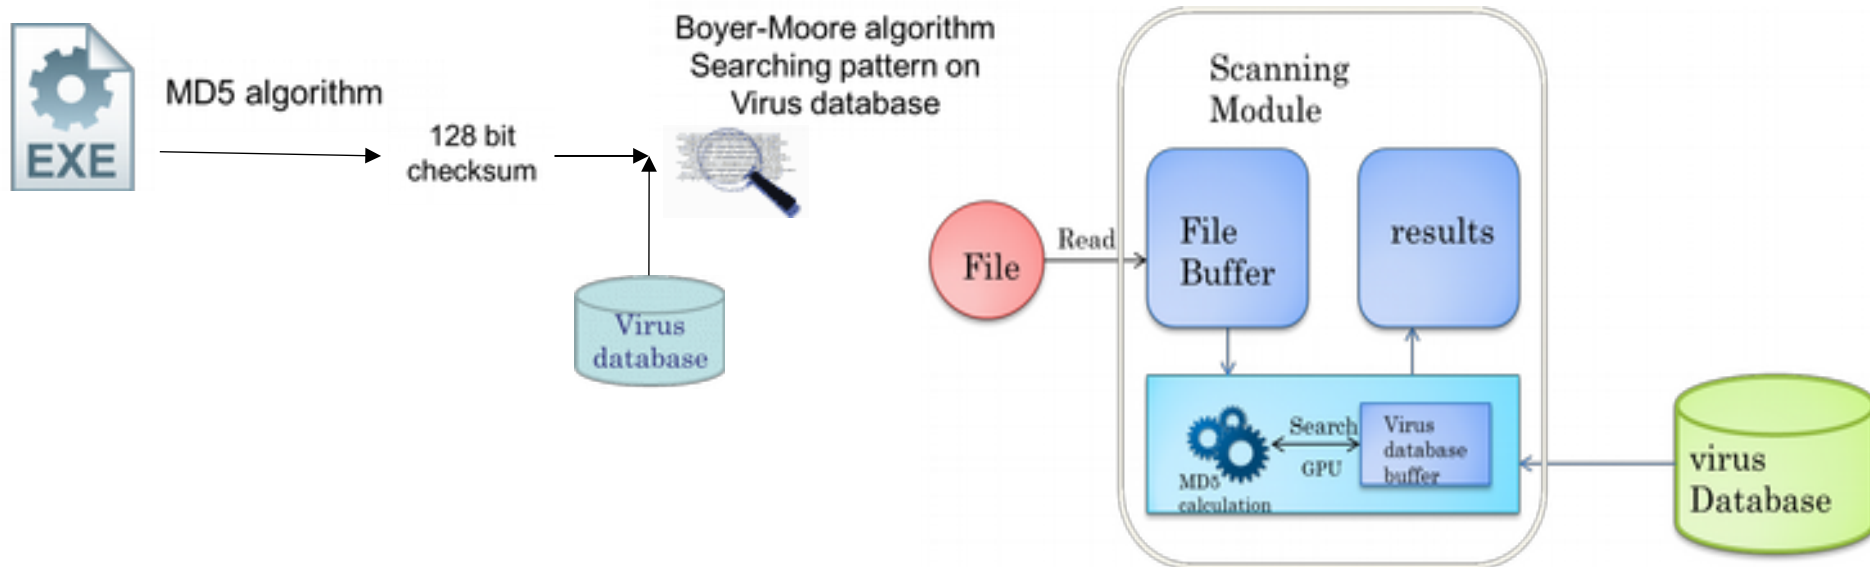 EXE
MD5 algorithm
128 bit
checksum
Boyer-Moore algorithm
Searching pattern on
Virus database
Virus
database
File
Read
Scanning
Module
File
Buffer
results
MD5
calculation
Search
GPU
Virus
database
buffer
virus
Database